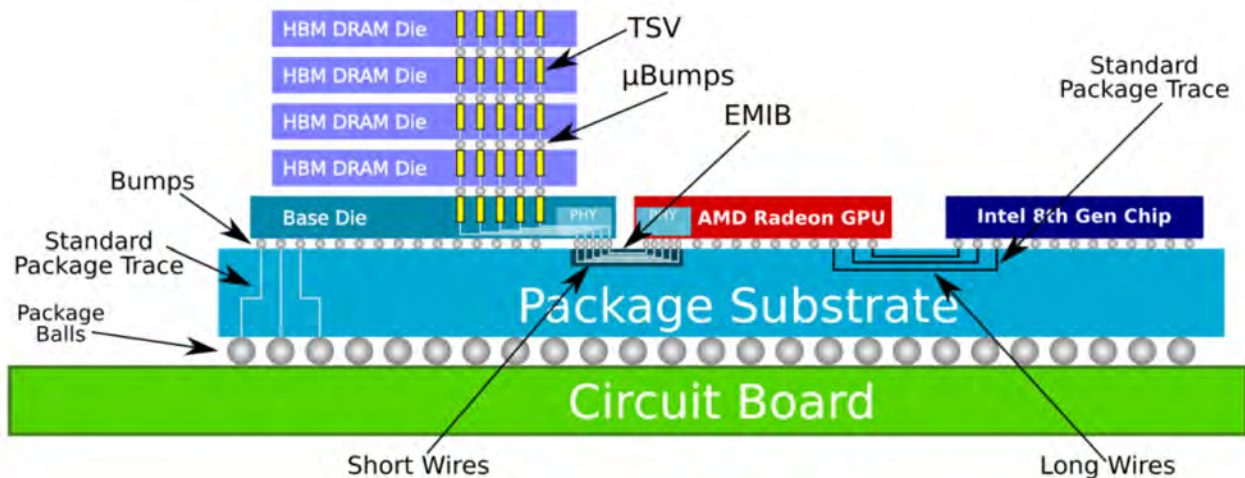 HBM DRAM Die
TSV
HBM DRAM Die
µBumps
Standard
Package Trace
HBM DRAM Die
EMIB
HBM DRAM Die
Bumps
Base Die
PHY
PHY
AMD Radeon GPU
Intel 8th Gen Chip
Standard
Package Trace
Package
Balls
Package Substrate
Circuit Board
Short Wires
Long Wires